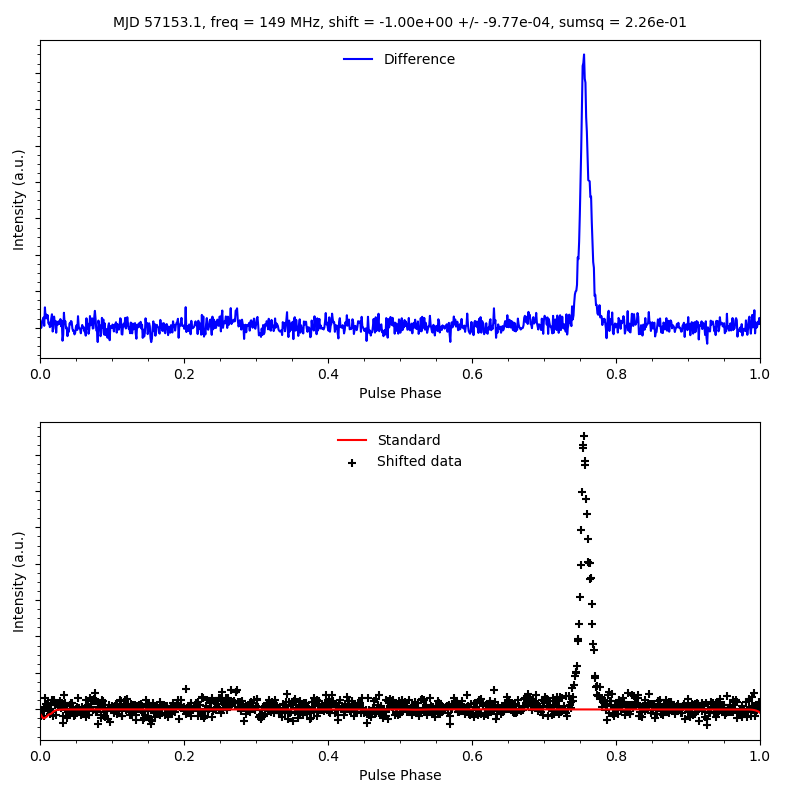 MJD 57153.1, freq = 149 MHz, shift = -1.00e+00 +/- -9.77e-04, sumsq = 2.26e-01
Difference
Intensity (a.u.)
0.0 0.2 0.4 0.6 0.8 1.0
Pulse Phase
Standard
Shifted data
Intensity (a.u.)
0.0 0.2 0.4 0.6 0.8 1.0
Pulse Phase